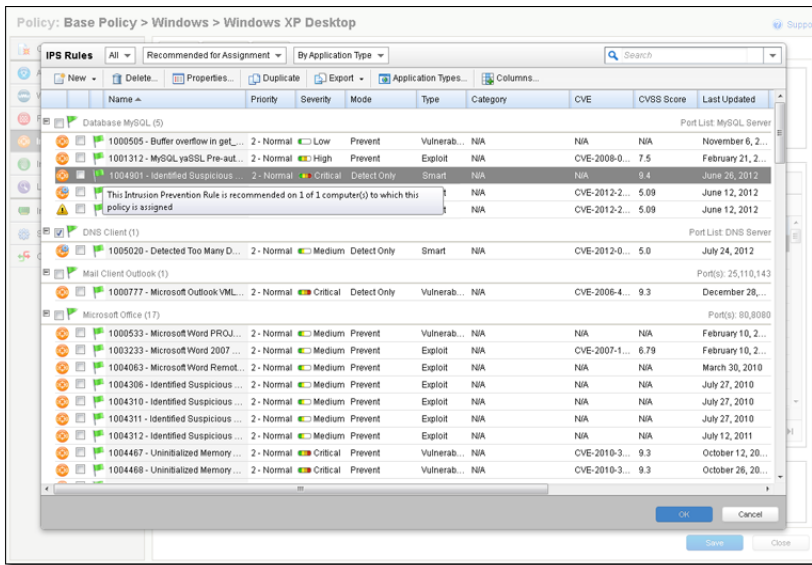 Policy: Base Policy > Windows > Windows XP Desktop
Suppo
IPS Rules All Recommended for Assignment By Application Type Search
New Delete... Properties... Duplicate Export Application Types... Columns...
Name Priority Severity Mode Type Category CVE CVSS Score Last Updated
Database MySQL (5) Port List: MySQL Server
1000505 - Buffer overflow in get_... 2 - Normal Low Prevent Vulnerab... N/A N/A N/A November 6, 2...
1001312 - MySQL yaSSL Pre-aut... 2 - Normal High Prevent Exploit N/A CVE-2008-0... 7.5 February 21, 2...
1004901 - Identified Suspicious ... 2 - Normal Critical Detect Only Smart N/A N/A 9.4 June 26, 2012
This Intrusion Prevention Rule is recommended on 1 of 1 computer(s) to which this
policy is assigned
t N/A CVE-2012-2... 5.09 June 12, 2012
N/A CVE-2012-2... 5.09 June 12, 2012
DNS Client (1) Port List: DNS Server
1005020 - Detected Too Many D... 2 - Normal Medium Detect Only Smart N/A CVE-2012-0... 5.0 July 24, 2012
Mail Client Outlook (1) Port(s): 25,110,143
1000777 - Microsoft Outlook VML... 2 - Normal Critical Detect Only Vulnerab... N/A CVE-2006-4... 9.3 December 28,...
Microsoft Office (17) Port(s): 80,8080
1000533 - Microsoft Word PROJ... 2 - Normal Medium Prevent Vulnerab... N/A N/A N/A February 10, 2...
1003233 - Microsoft Word 2007 ... 2 - Normal Medium Prevent Exploit N/A CVE-2007-1... 6.79 February 10, 2...
1004063 - Microsoft Word Remot... 2 - Normal Medium Prevent Exploit N/A N/A N/A March 30, 2010
1004306 - Identified Suspicious ... 2 - Normal Medium Prevent Exploit N/A N/A N/A July 27, 2010
1004310 - Identified Suspicious ... 2 - Normal Medium Prevent Exploit N/A N/A N/A July 27, 2010
1004311 - Identified Suspicious ... 2 - Normal Medium Prevent Exploit N/A N/A N/A July 27, 2010
1004312 - Identified Suspicious ... 2 - Normal Medium Prevent Exploit N/A N/A N/A July 12, 2011
1004467 - Uninitialized Memory ... 2 - Normal Critical Prevent Vulnerab... N/A CVE-2010-3... 9.3 October 12, 20...
1004468 - Uninitialized Memory ... 2 - Normal Critical Prevent Vulnerab... N/A CVE-2010-3... 9.3 October 26, 20...
OK Cancel
Save Close